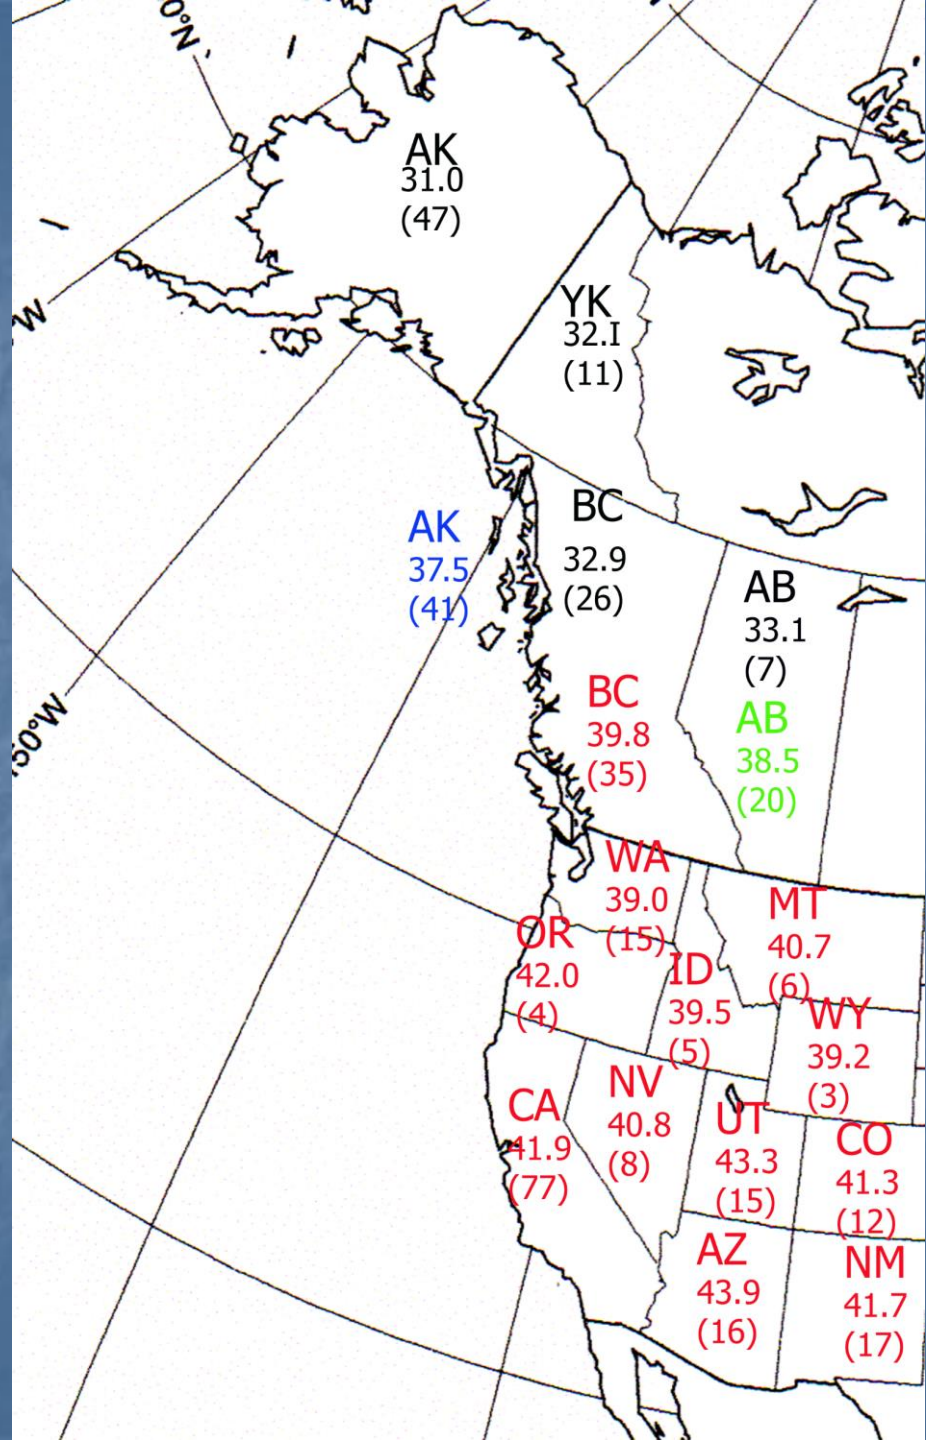 0°N
AK
31.0
(47)
°W
YK
32.I
(11)
BC
32.9
(26)
AK
37.5
(41)
AB
33.1
(7)
BC
39.8
(35)
AB
38.5
(20)
50°W
WA
39.0
(15)
MT
40.7
(6)
OR
42.0
(4)
ID
39.5
(5)
WY
39.2
(3)
NV
40.8
(8)
CA
41.9
(77)
UT
43.3
(15)
CO
41.3
(12)
AZ
43.9
(16)
NM
41.7
(17)